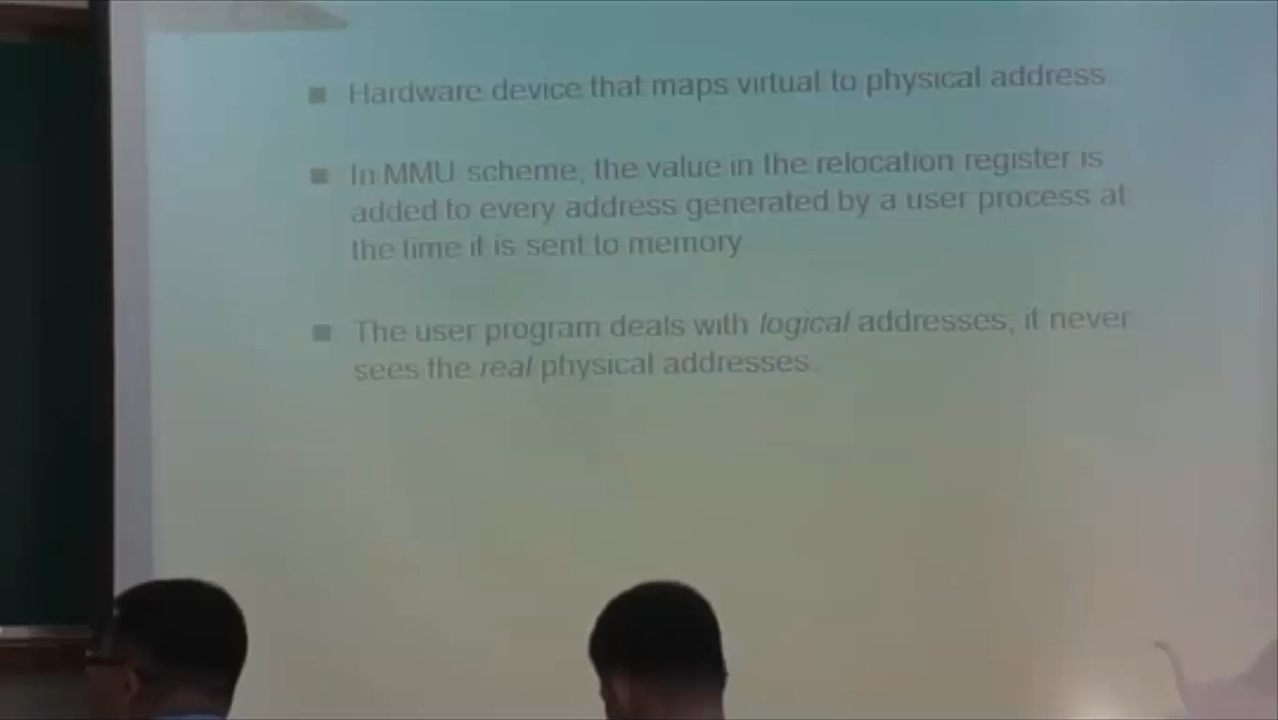 Hardware device that maps virtual to physical address
In MMU scheme, the value in the relocation register is
added to every address generated by a user process at
the time it is sent to memory
The user program deals with logical addresses; it never
sees the real physical addresses.